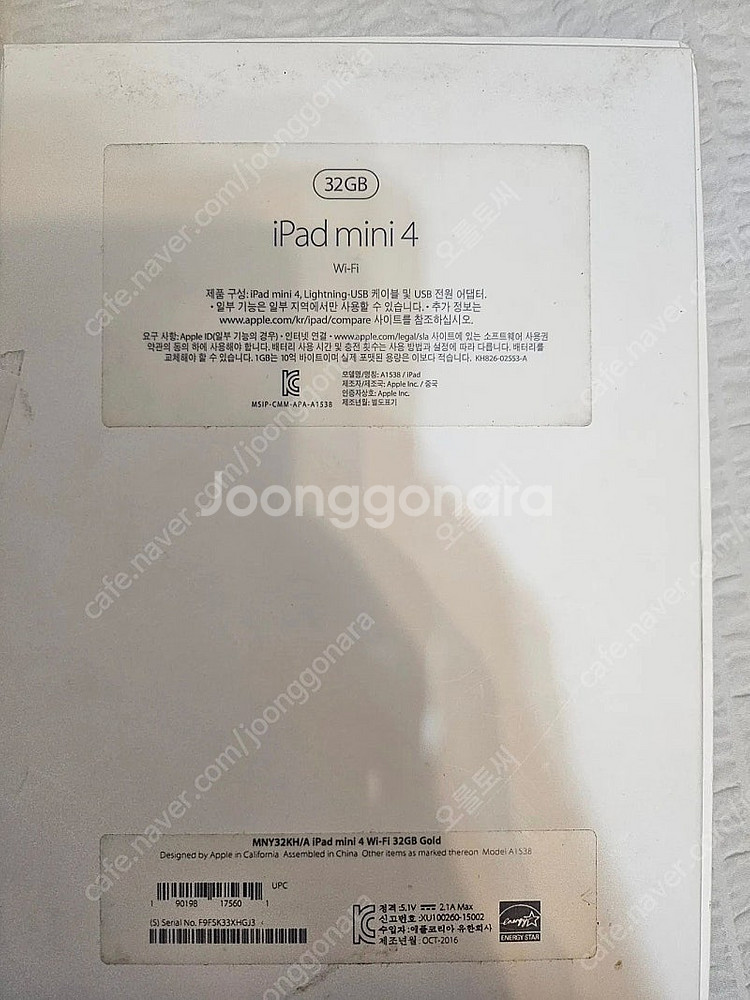 32GB
iPad mini 4
Wi-Fi
제품 구성: iPad mini 4, Lightning-USB 케이블 및 USB 전원 어댑터.
• 일부 기능은 일부 지역에서만 사용할 수 있습니다. • 추가 정보는
www.apple.com/kr/ipad/compare 사이트를 참조하십시오.
요구 사항: Apple ID(일부 기능의 경우) • 인터넷 연결 • www.apple.com/legal/sla 사이트에 있는 소프트웨어 사용권
약관의 동의 하에 사용해야 합니다. 배터리 사용 시간 및 충전 횟수는 사용 방법과 설정에 따라 다릅니다. 배터리를
교체해야 할 수 있습니다. 1GB는 10억 바이트이며 실제 포맷된 용량은 이보다 적습니다. KH826-02553-A
모델명/명칭: A1538 / iPad
제조자/제조국: Apple Inc. / 중국
인증자상호: Apple Inc.
제조년월: 별도표기
MSIP-CMM-APA-A1538
Joonggonara
MNY32KH/A iPad mini 4 Wi-Fi 32GB Gold
Designed by Apple in California Assembled in China Other items as marked thereon Model A1538
UPC
1 90198 17560 1
(S) Serial No. F9FSK33XHGJ3
정격:5.1V 2.1A Max
신고번호:XU100260-15002
수입자:애플코리아 유한회사
제조년월:OCT-2016
energy
ENERGY STAR
cafe.naver.com/joonggonara
오를토씨